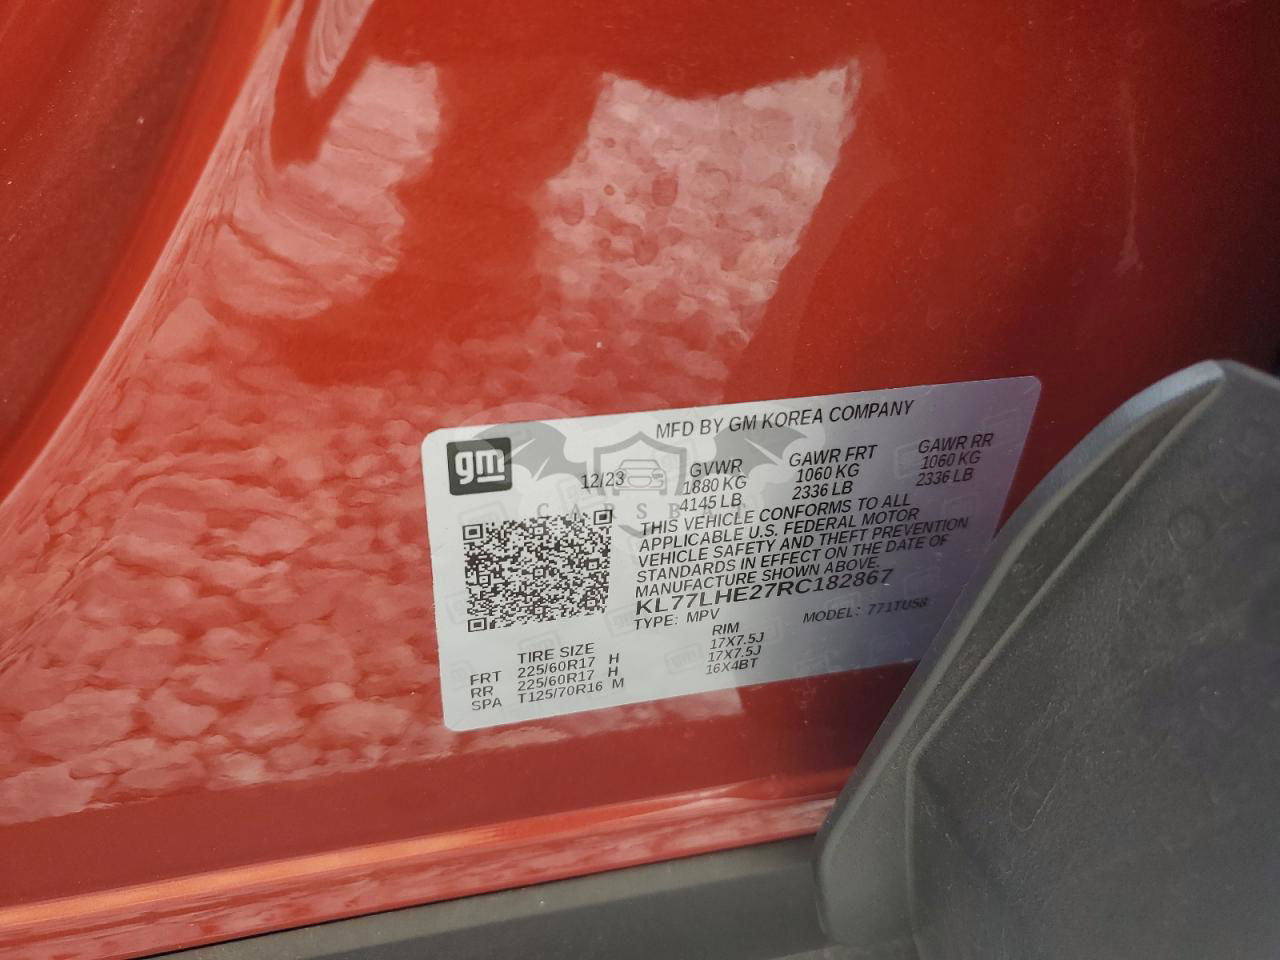 MFD BY GM KOREA COMPANY
gm
12/23
GVWR GAWR FRT GAWR RR
1880 KG 1060 KG 1060 KG
4145 LB 2336 LB 2336 LB
CARSBA
THIS VEHICLE CONFORMS TO ALL
APPLICABLE U.S. FEDERAL MOTOR
VEHICLE SAFETY AND THEFT PREVENTION
STANDARDS IN EFFECT ON THE DATE OF
MANUFACTURE SHOWN ABOVE.
KL77LHE27RC182867
TYPE: MPV MODEL: 771TU58
TIRE SIZE RIM
FRT 225/60R17 H 17X7.5J
RR 225/60R17 H 17X7.5J
SPA T125/70R16 M 16X4BT